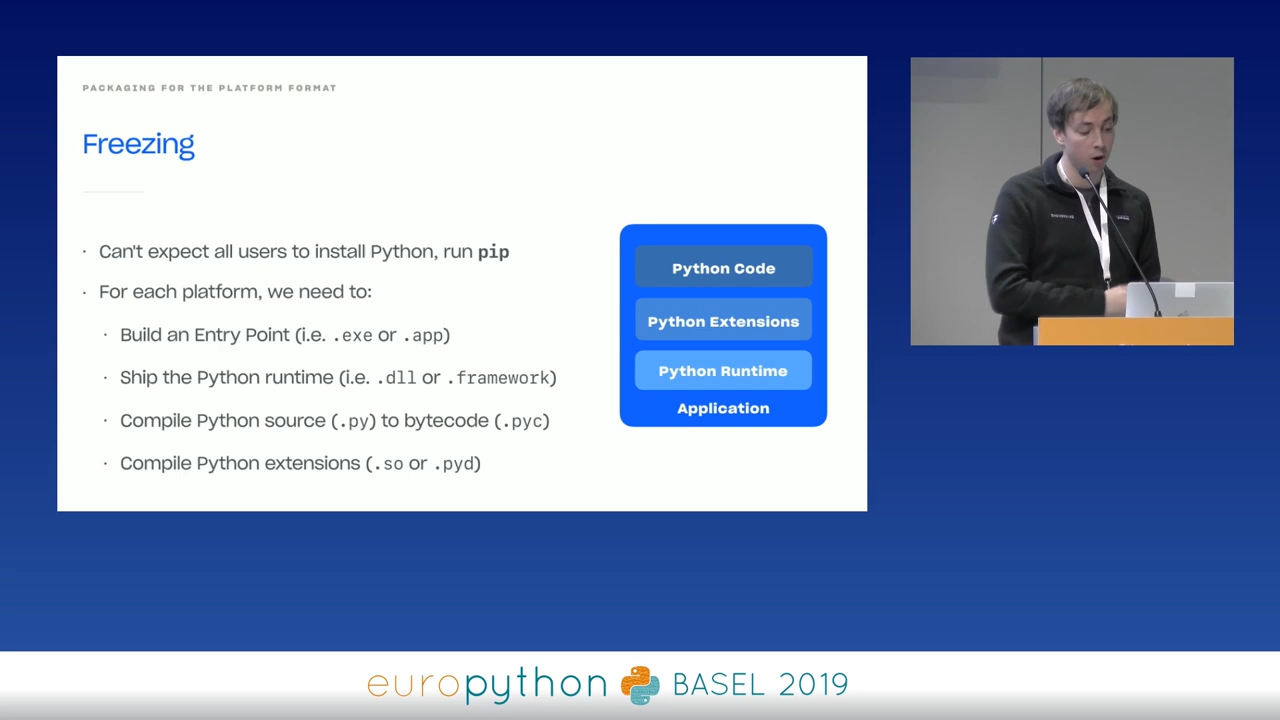 PACKAGING FOR THE PLATFORM FORMAT
Freezing
· Can't expect all users to install Python, run pip
· For each platform, we need to:
· Build an Entry Point (i.e. .exe or .app)
· Ship the Python runtime (i.e. .dll or .framework)
· Compile Python source (.py) to bytecode (.pyc)
· Compile Python extensions (.so or .pyd)
Python Code
Python Extensions
Python Runtime
Application
europython BASEL 2019